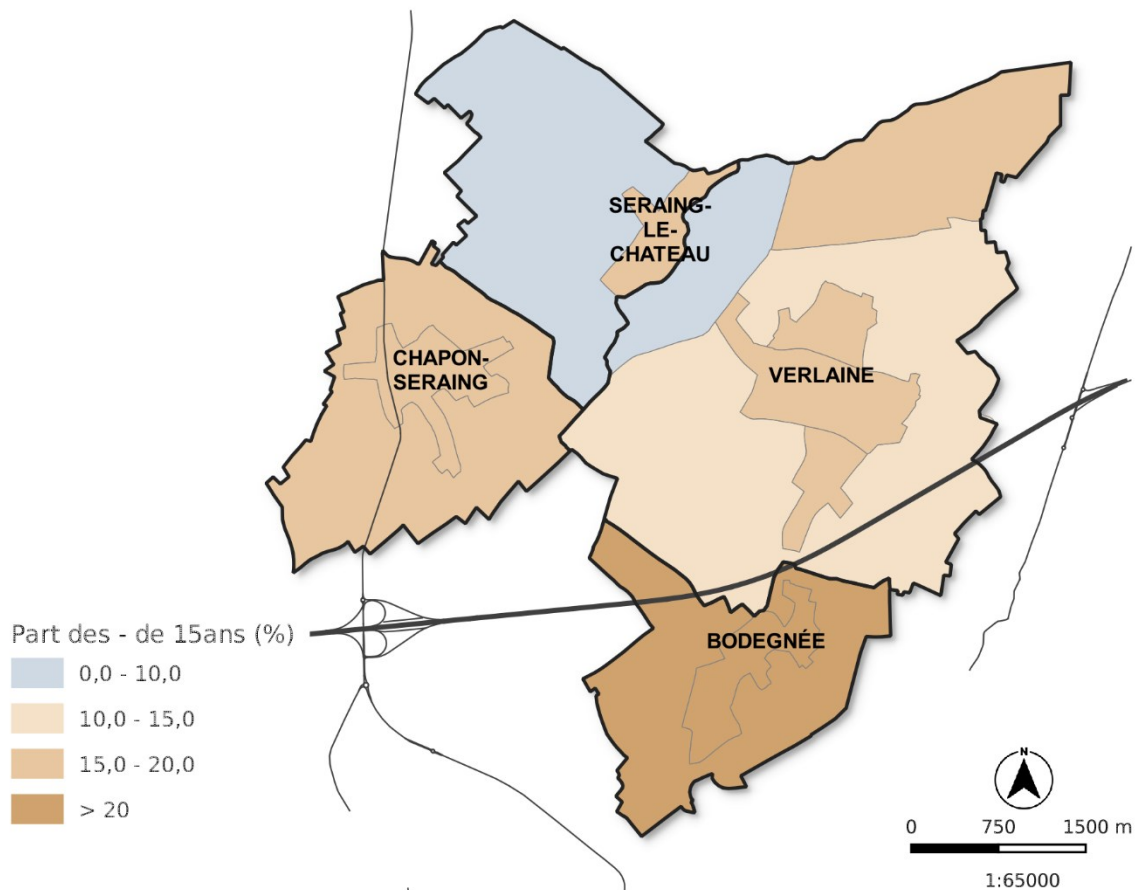 SERAING-
LE-
CHATEAU
CHAPON-
SERAING
VERLAINE
BODEGNÉE
Part des - de 15ans (%)
0,0 - 10,0
10,0 - 15,0
15,0 - 20,0
> 20
N
0 750 1500 m
1:65000